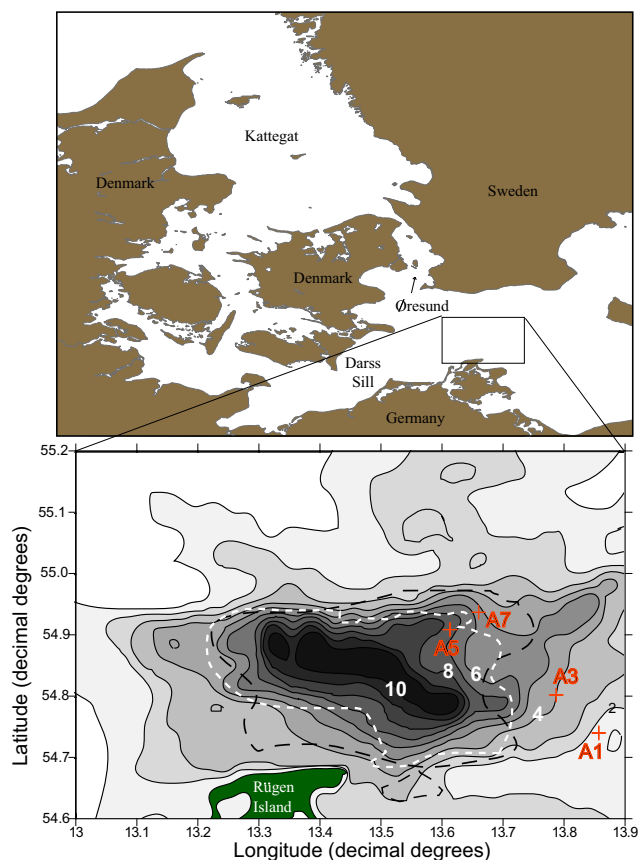 Kattegat
Denmark
Sweden
Denmark
Øresund
Darss
Sill
Germany
55.2
55.1
55.0
54.9
54.8
54.7
54.6
Latitude (decimal degrees)
A7
A5
8
6
A3
10
4
2
A1
Rügen
Island
13 13.1 13.2 13.3 13.4 13.5 13.6 13.7 13.8 13.9
Longitude (decimal degrees)